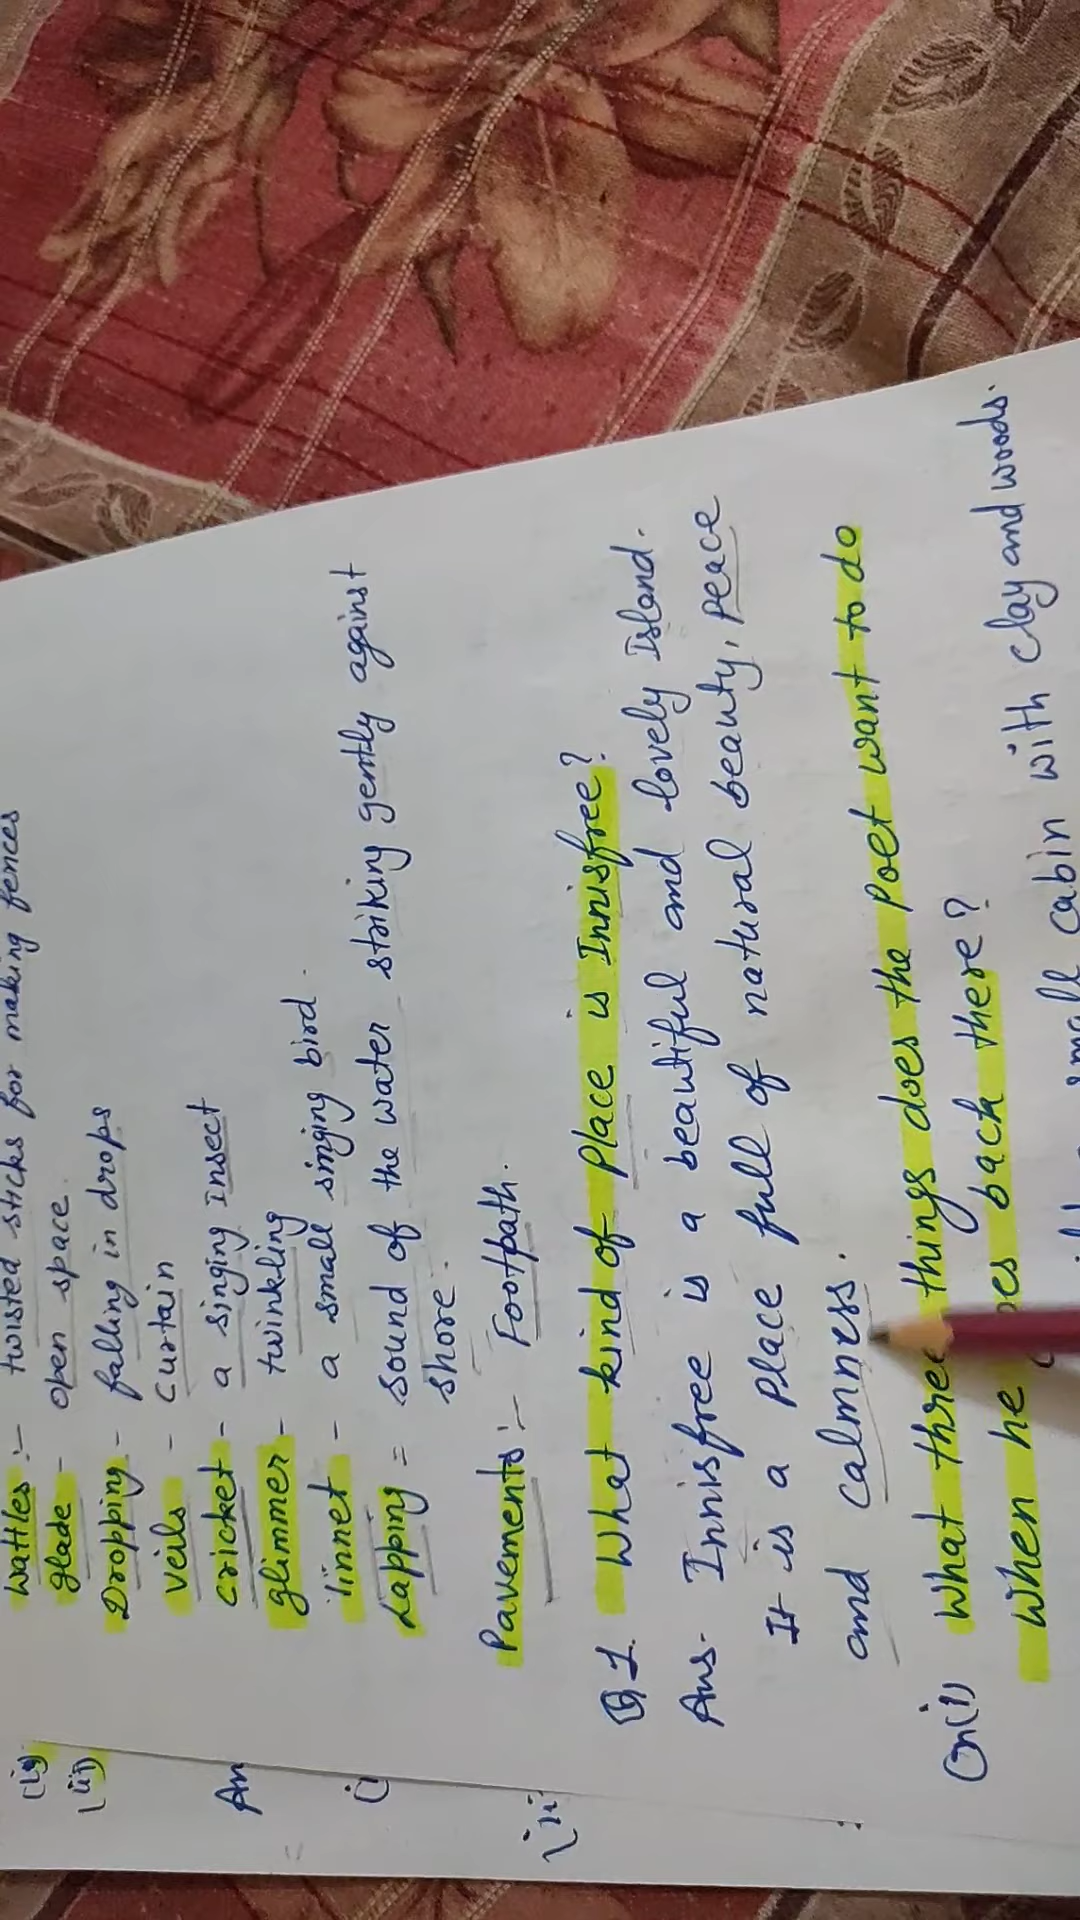 wattles :- twisted sticks for making fences
glade - open space.
Dropping - falling in drops
veils - curtain
cricket - a singing insect
glimmer - twinkling
linnet - a small singing bird.
Lapping = sound of the water striking gently against
shore.
Pavements :- Footpath.
Q.1. What kind of Place is Innisfree?
Ans. Innisfree is a beautiful and lovely Island.
It is a Place full of natural beauty, peace
and calmness.
(i) What three things does the Poet want to do
when he goes back there?
small cabin with clay and woods.
(ii)
An